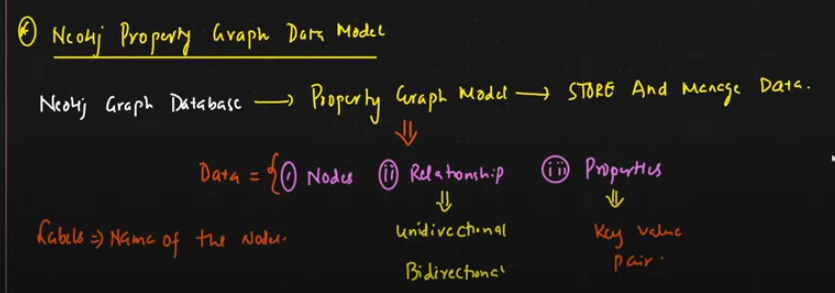 * Neo4j Property Graph Data Model
Neo4j Graph Database → Property Graph Model → STORE And Manage Data.
⇓
Data = { (i) Nodes (ii) Relationship (iii) Properties
⇓ ⇓
Labels => Name of the Nodes. Unidirectional Key value
Bidirectional pair.